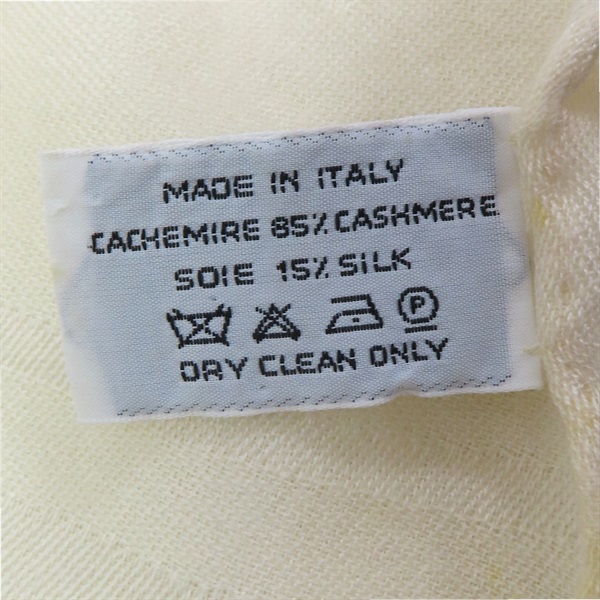 MADE IN ITALY
CACHEMIRE 85% CASHMERE
SOIE 15% SILK
P
DRY CLEAN ONLY